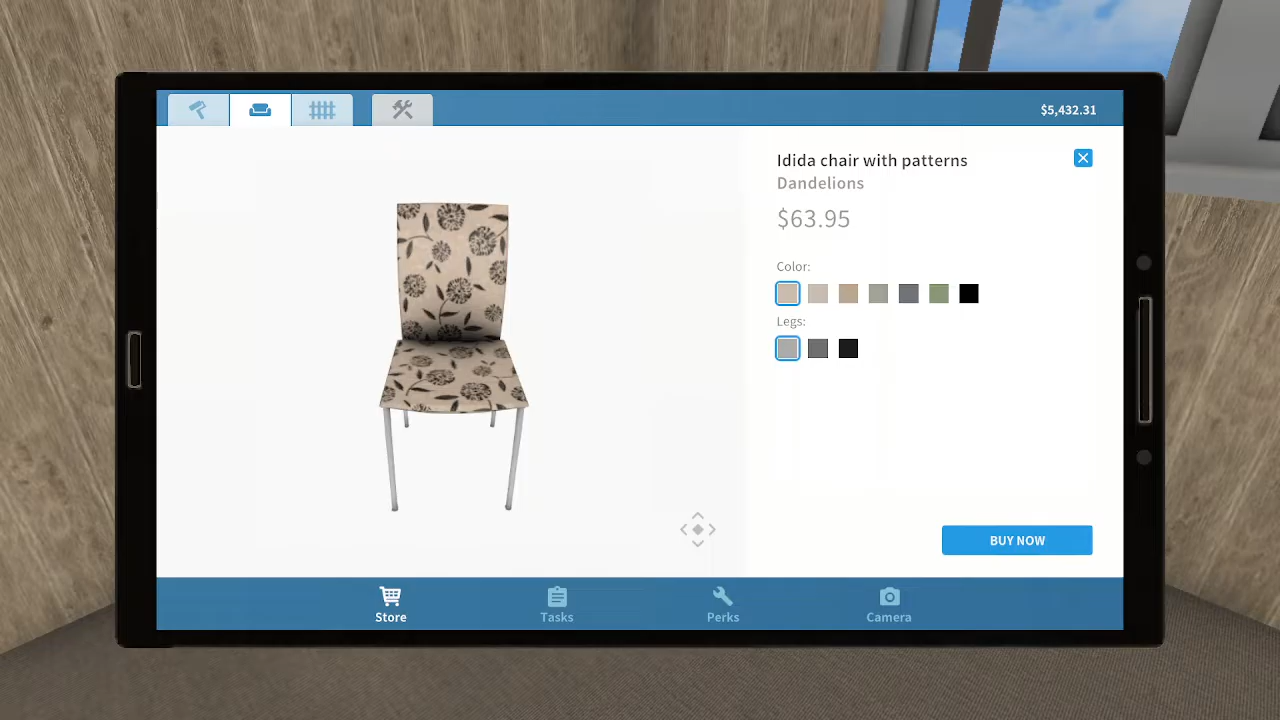 $5,432.31
Idida chair with patterns
Dandelions
$63.95
Color:
Legs:
BUY NOW
Store
Tasks
Perks
Camera